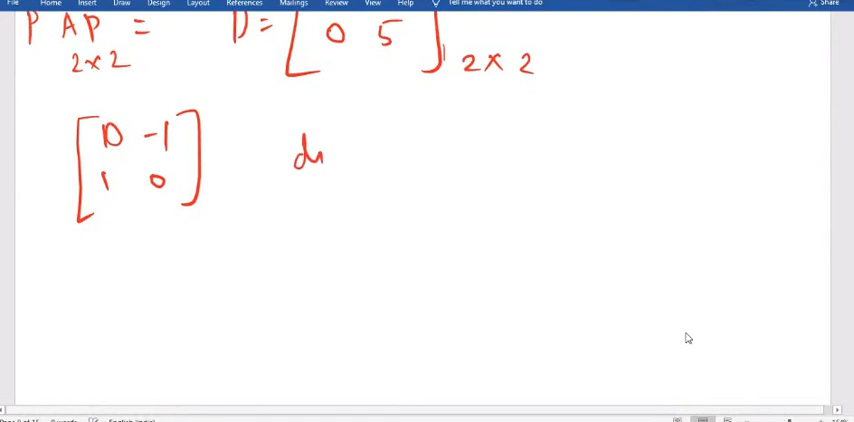 File Home Insert Draw Design Layout References Mailings Review View Help Tell me what you want to do Share
P A P = D = [ 0 5 ]
2×2 2×2
[ 0 -1
1 0 ]